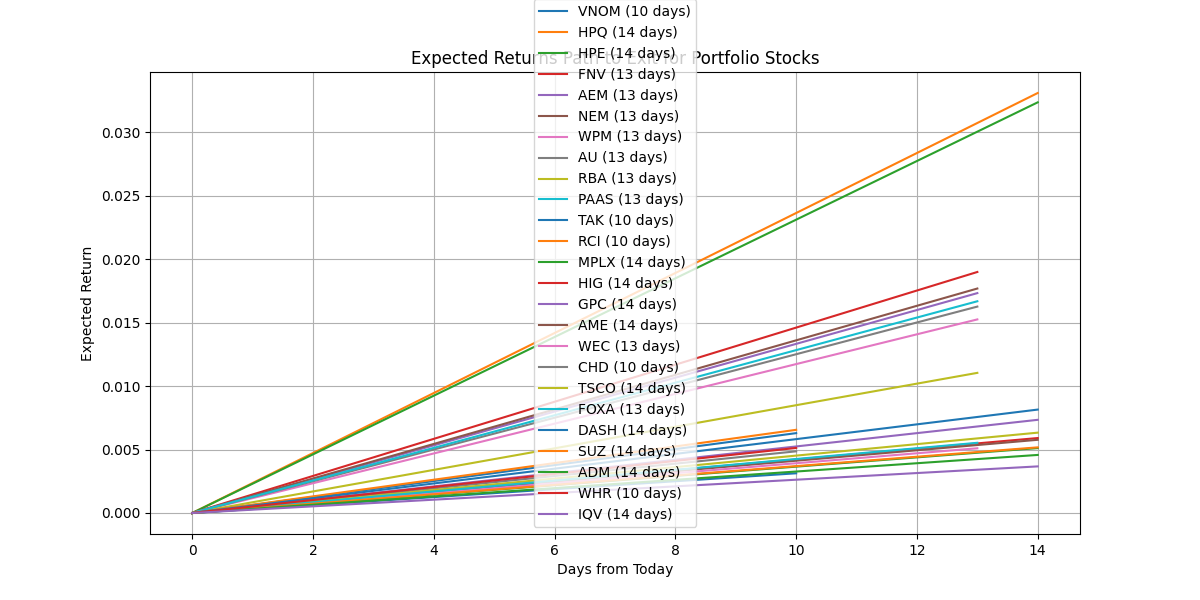 VNOM (10 days)
HPQ (14 days)
HPE (14 days)
FNV (13 days)
AEM (13 days)
NEM (13 days)
WPM (13 days)
AU (13 days)
RBA (13 days)
PAAS (13 days)
TAK (10 days)
RCI (10 days)
MPLX (14 days)
HIG (14 days)
GPC (14 days)
AME (14 days)
WEC (13 days)
CHD (10 days)
TSCO (14 days)
FOXA (13 days)
DASH (14 days)
SUZ (14 days)
ADM (14 days)
WHR (10 days)
IQV (14 days)
Expected Returns Path to Exit for Portfolio Stocks
Expected Return
0.030
0.025
0.020
0.015
0.010
0.005
0.000
0 2 4 6 8 10 12 14
Days from Today